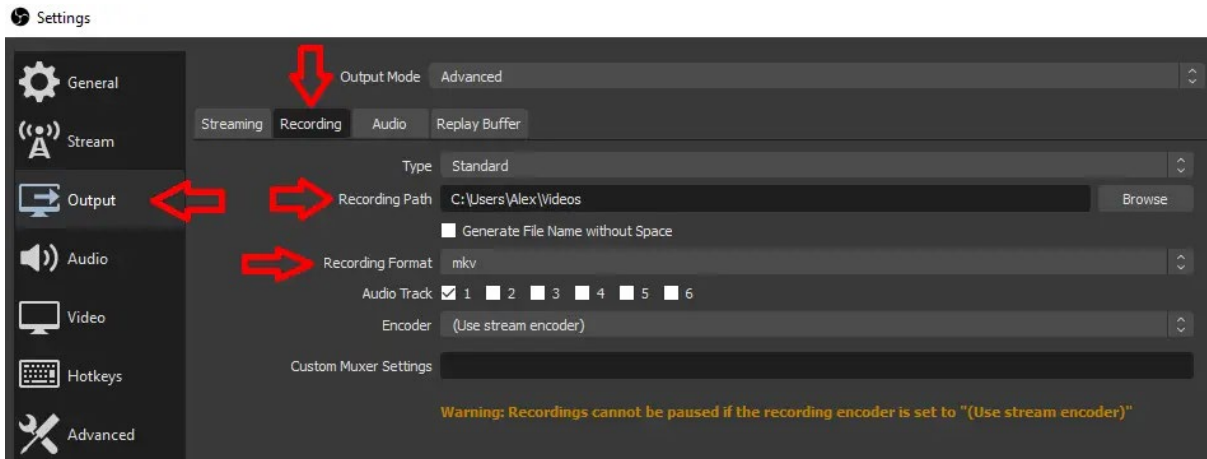 Settings
General
Output Mode Advanced
Streaming Recording Audio Replay Buffer
Stream
Type Standard
Output
Recording Path C:\Users\Alex\Videos Browse
Generate File Name without Space
Audio
Recording Format mkv
Audio Track 1 2 3 4 5 6
Video
Encoder (Use stream encoder)
Custom Muxer Settings
Hotkeys
Warning: Recordings cannot be paused if the recording encoder is set to "(Use stream encoder)"
Advanced